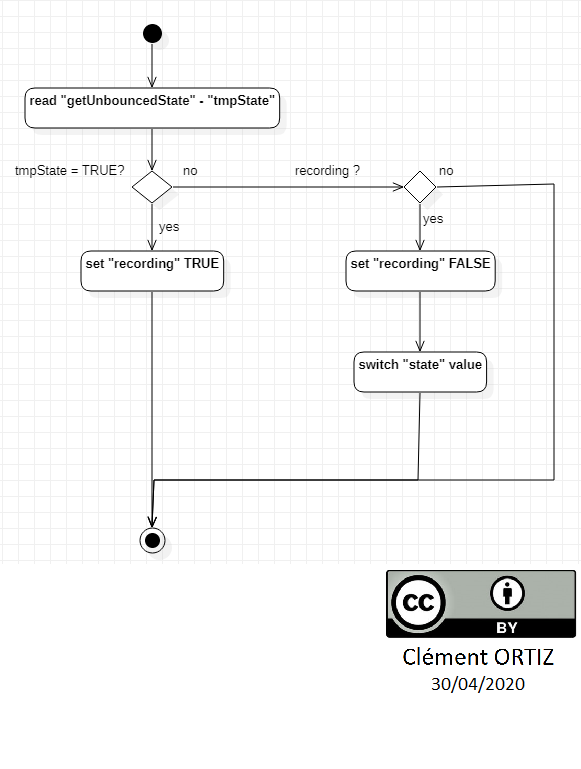 read "getUnbouncedState" - "tmpState"
tmpState = TRUE?
no
recording ?
no
yes
yes
set "recording" TRUE
set "recording" FALSE
switch "state" value
cc
BY
Clément ORTIZ
30/04/2020